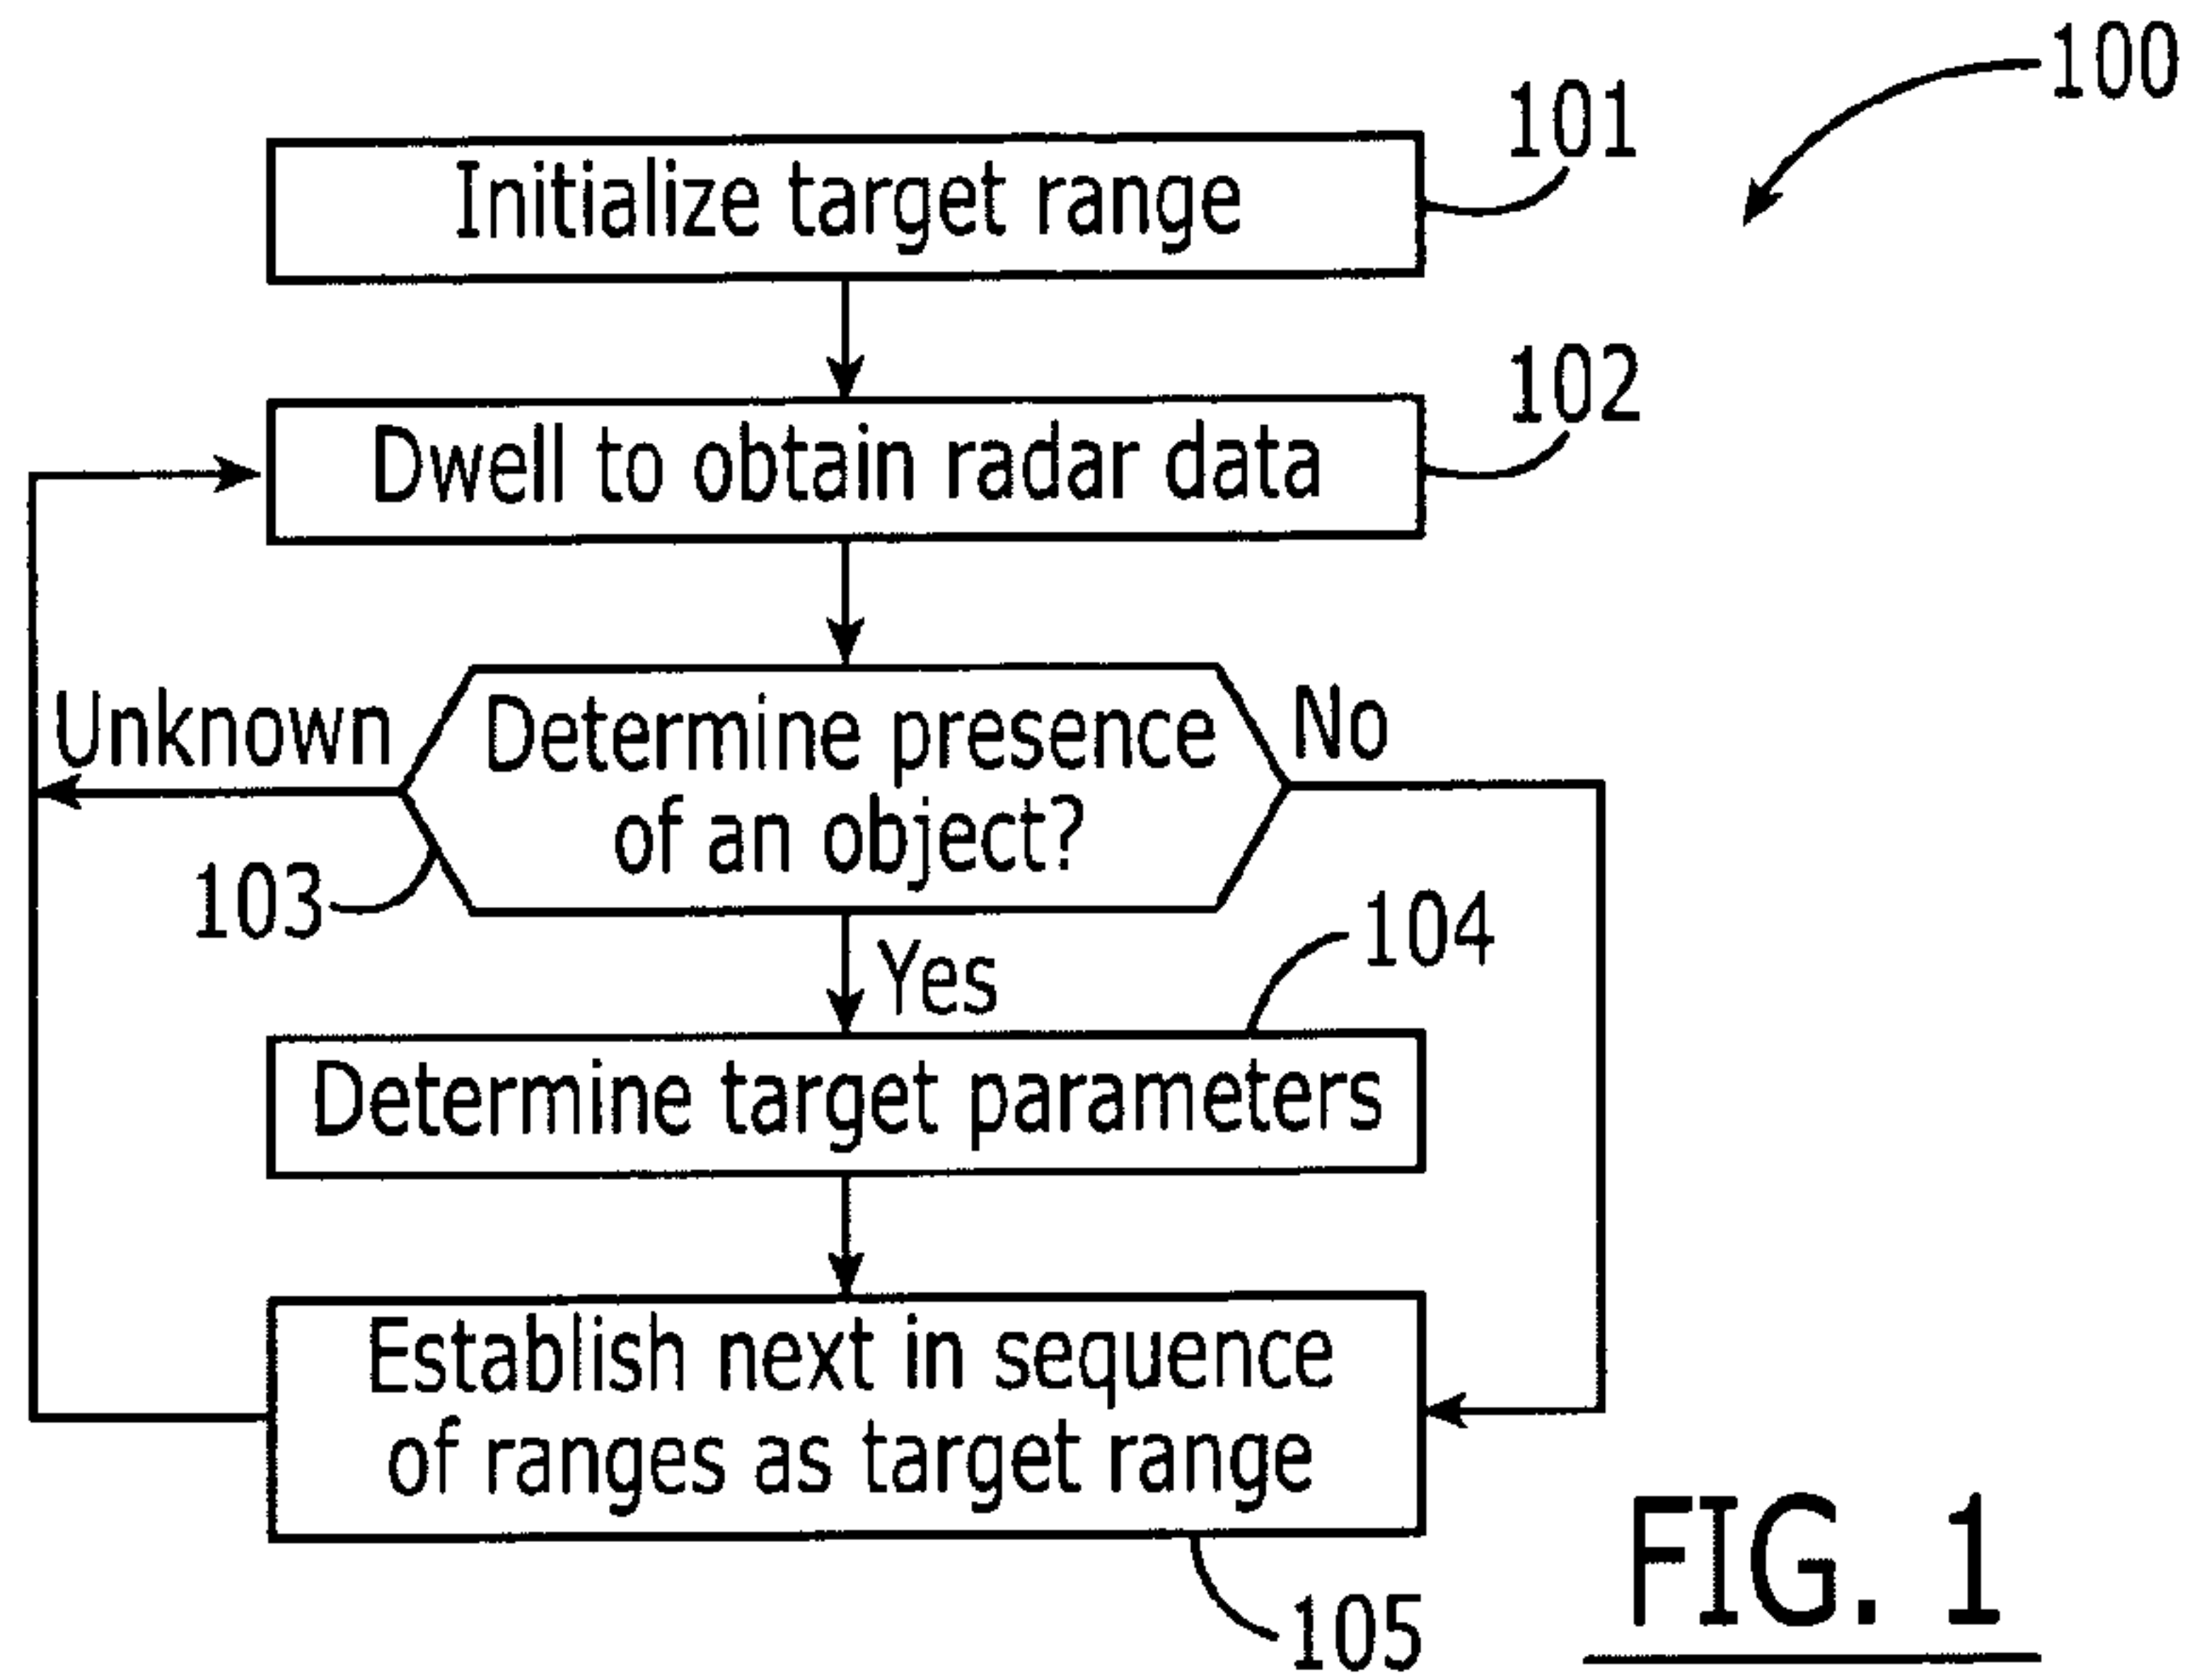 100
101
Initialize target range
102
Dwell to obtain radar data
Unknown
No
Determine presence
of an object?
103
104
Yes
Determine target parameters
Establish next in sequence
of ranges as target range
105
FIG. 1